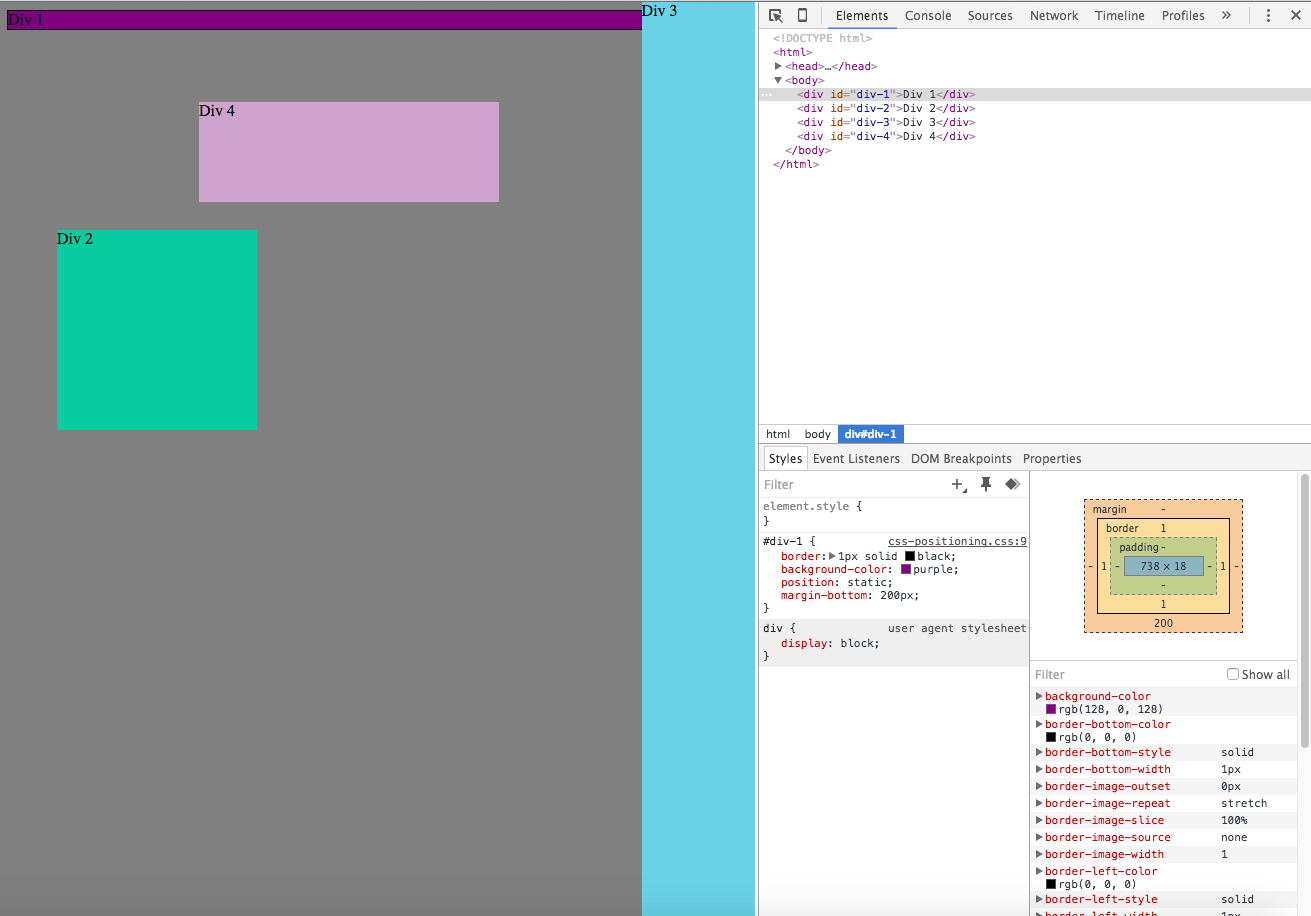 Div 1
Div 3
Div 4
Div 2
Elements Console Sources Network Timeline Profiles »
<!DOCTYPE html>
<html>
<head>…</head>
<body>
<div id="div-1">Div 1</div>
<div id="div-2">Div 2</div>
<div id="div-3">Div 3</div>
<div id="div-4">Div 4</div>
</body>
</html>
html body div#div-1
Styles Event Listeners DOM Breakpoints Properties
Filter
element.style {
}
#div-1 { css-positioning.css:9
border: 1px solid black;
background-color: purple;
position: static;
margin-bottom: 200px;
}
div { user agent stylesheet
display: block;
}
margin -
border 1
padding -
- 1 - 738 × 18 - 1 -
-
1
200
Filter Show all
background-color
rgb(128, 0, 128)
border-bottom-color
rgb(0, 0, 0)
border-bottom-style solid
border-bottom-width 1px
border-image-outset 0px
border-image-repeat stretch
border-image-slice 100%
border-image-source none
border-image-width 1
border-left-color
rgb(0, 0, 0)
border-left-style solid
border-left-width 1px